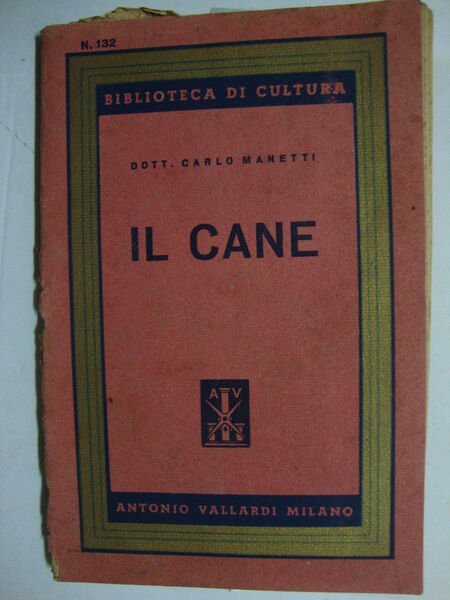 N. 132
BIBLIOTECA DI CULTURA
DOTT. CARLO MANETTI
IL CANE
A V
ANTONIO VALLARDI MILANO